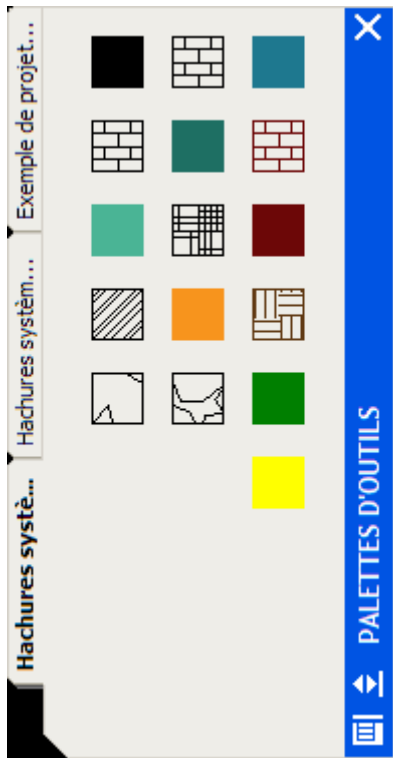 Exemple de projet...
Hachures systèm...
Hachures systè...
PALETTES D'OUTILS